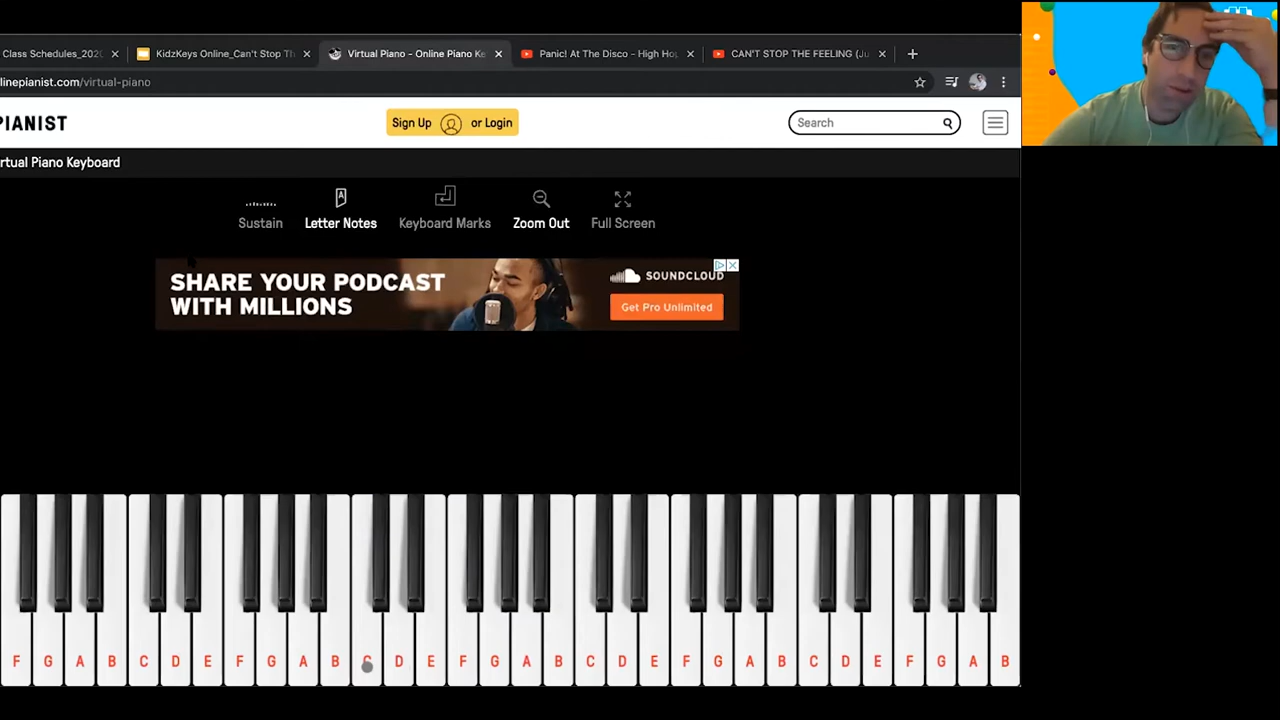 Class Schedules_202
KidzKeys Online_Can't Stop Th
Virtual Piano - Online Piano Ke
Panic! At The Disco - High Ho
CAN'T STOP THE FEELING (Ju
linepianist.com/virtual-piano
PIANIST
Sign Up or Login
Search
rtual Piano Keyboard
Sustain
Letter Notes
Keyboard Marks
Zoom Out
Full Screen
SHARE YOUR PODCAST
WITH MILLIONS
SOUNDCLOUD
Get Pro Unlimited
F G A B C D E F G A B C D E F G A B C D E F G A B C D E F G A B